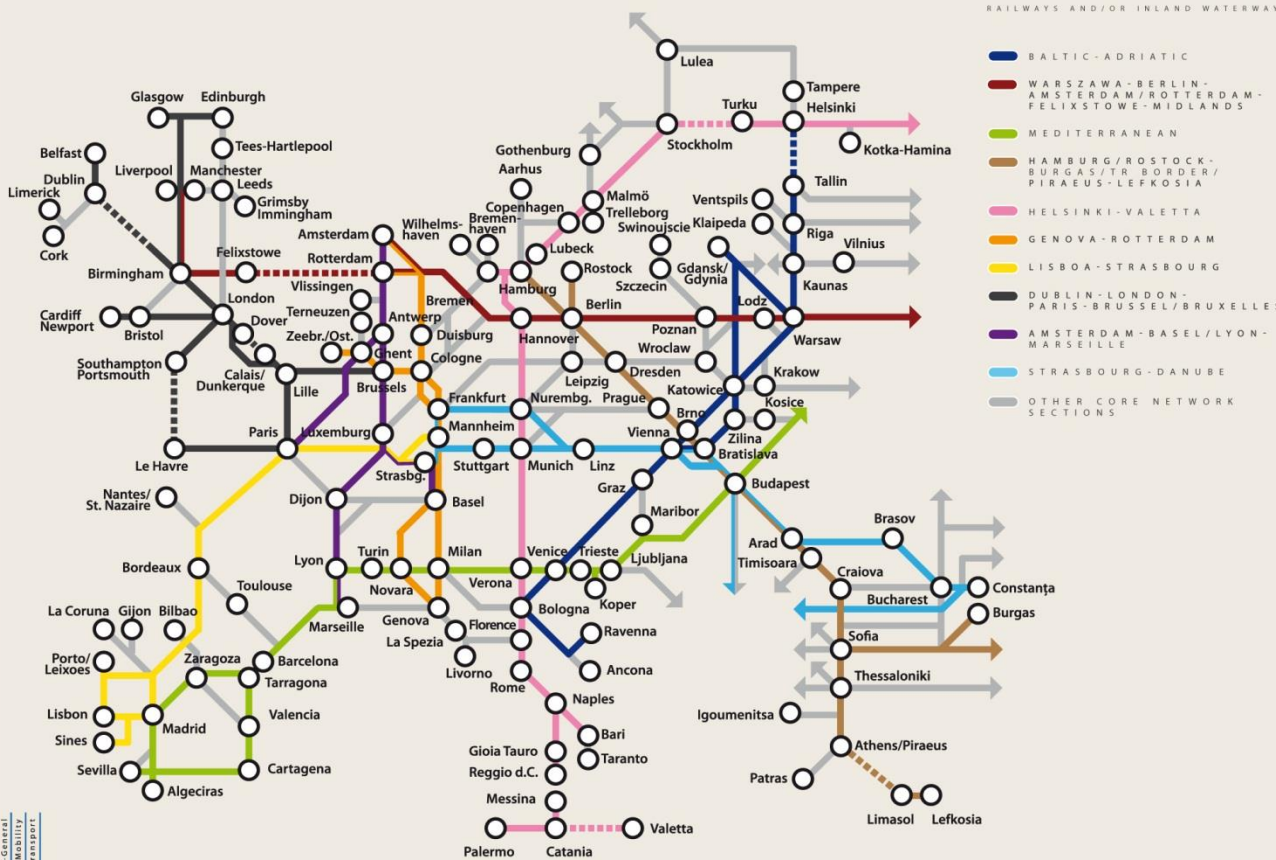 RAILWAYS AND/OR INLAND WATERWAY
BALTIC-ADRIATIC
WARSZAWA-BERLIN-
AMSTERDAM/ROTTERDAM-
FELIXSTOWE-MIDLANDS
MEDITERRANEAN
HAMBURG/ROSTOCK-
BURGAS/TR BORDER/
PIRAEUS-LEFKOSIA
HELSINKI-VALETTA
GENOVA-ROTTERDAM
LISBOA-STRASBOURG
DUBLIN-LONDON-
PARIS-BRUSSEL/BRUXELLE
AMSTERDAM-BASEL/LYON-
MARSEILLE
STRASBOURG-DANUBE
OTHER CORE NETWORK
SECTIONS
Lulea
Tampere
Glasgow
Edinburgh
Turku
Helsinki
Stockholm
Kotka-Hamina
Belfast
Tees-Hartlepool
Gothenburg
Dublin
Liverpool
Manchester
Leeds
Aarhus
Tallin
Limerick
Grimsby
Immingham
Malmö
Ventspils
Cork
Copenhagen
Trelleborg
Klaipeda
Riga
Amsterdam
Wilhelms-
haven
Bremen-
haven
Swinoujscie
Vilnius
Felixstowe
Rotterdam
Lubeck
Rostock
Gdansk/
Gdynia
Birmingham
Vlissingen
Hamburg
Szczecin
Kaunas
London
Bremen
Berlin
Lodz
Cardiff
Newport
Dover
Terneuzen
Antwerp
Poznan
Bristol
Zeebr./Ost.
Duisburg
Hannover
Warsaw
Southampton
Portsmouth
Ghent
Cologne
Wroclaw
Calais/
Dunkerque
Lille
Brussels
Leipzig
Dresden
Katowice
Krakow
Frankfurt
Nurembg.
Prague
Kosice
Paris
Luxemburg
Mannheim
Brno
Vienna
Zilina
Le Havre
Strasbg.
Stuttgart
Munich
Linz
Bratislava
Nantes/
St. Nazaire
Dijon
Basel
Graz
Budapest
Maribor
Brasov
Bordeaux
Lyon
Turin
Milan
Venice
Trieste
Ljubljana
Arad
Timisoara
Toulouse
Novara
Verona
Koper
Craiova
Constanţa
La Coruna
Gijon
Bilbao
Marseille
Genova
Bologna
Bucharest
Burgas
La Spezia
Florence
Ravenna
Sofia
Porto/
Leixoes
Zaragoza
Barcelona
Livorno
Ancona
Tarragona
Rome
Thessaloniki
Lisbon
Madrid
Valencia
Naples
Igoumenitsa
Sines
Bari
Sevilla
Cartagena
Gioia Tauro
Taranto
Athens/Piraeus
Algeciras
Reggio d.C.
Patras
Messina
Limasol
Lefkosia
Palermo
Catania
Valetta
-General
Mobility
ransport